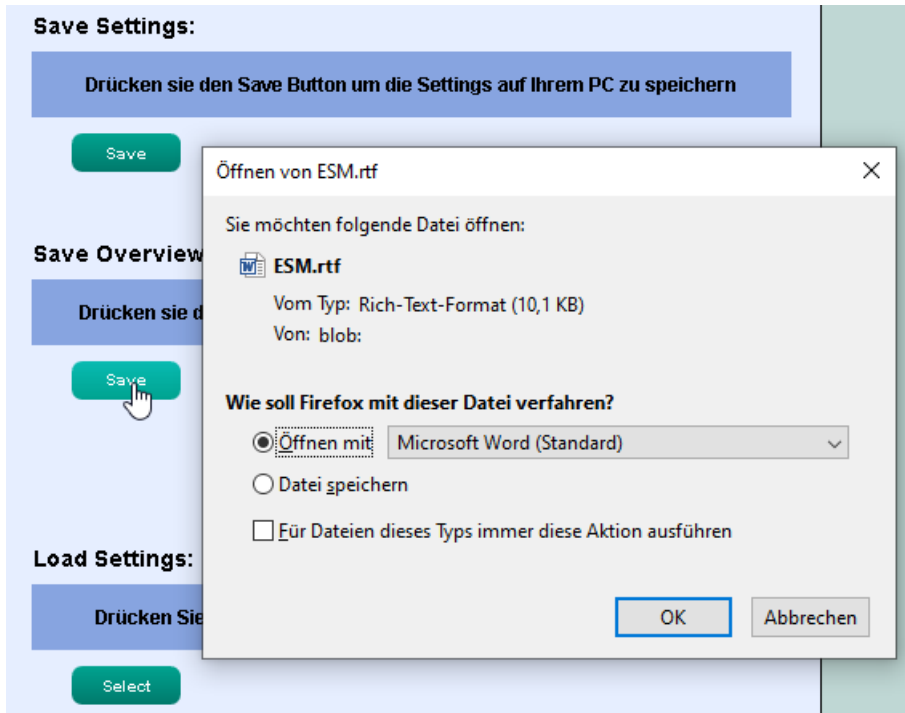 Save Settings:
Drücken sie den Save Button um die Settings auf Ihrem PC zu speichern
Save
Save Overview
Drücken sie d
Save
Load Settings:
Drücken Sie
Select
Öffnen von ESM.rtf
Sie möchten folgende Datei öffnen:
ESM.rtf
Vom Typ: Rich-Text-Format (10,1 KB)
Von: blob:
Wie soll Firefox mit dieser Datei verfahren?
Öffnen mit Microsoft Word (Standard)
Datei speichern
Für Dateien dieses Typs immer diese Aktion ausführen
OK Abbrechen